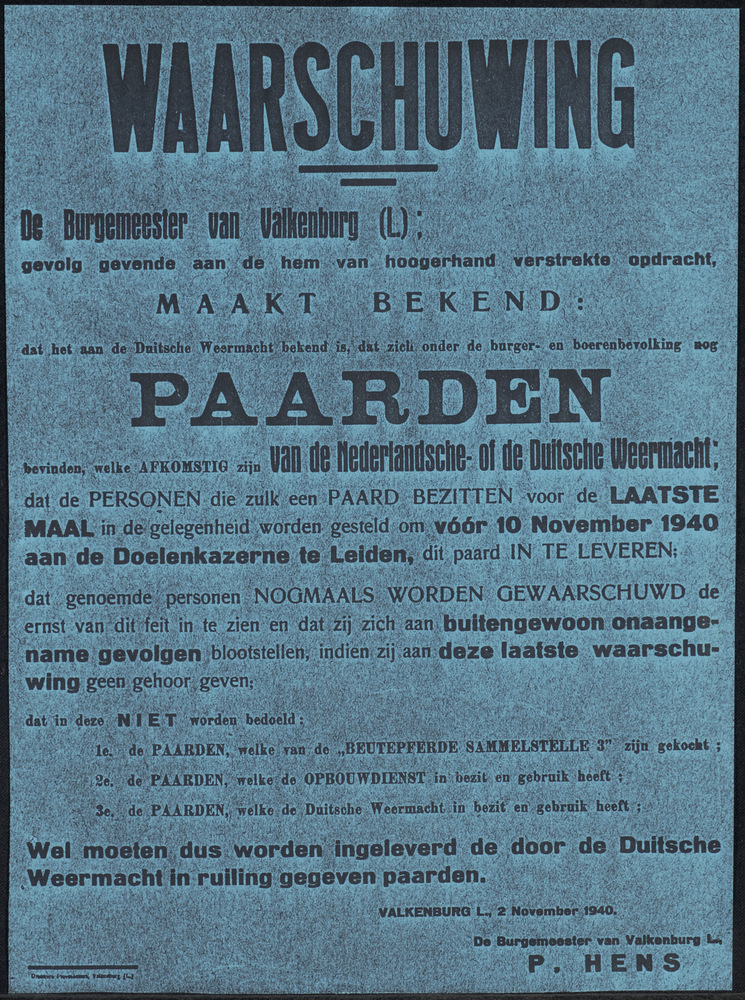 WAARSCHUWING
De Burgemeester van Valkenburg (L.);
gevolg gevende aan de hem van hoogerhand verstrekte opdracht,
MAAKT BEKEND:
dat het aan de Duitsche Weermacht bekend is, dat zich onder de burger- en boerenbevolking nog
PAARDEN
bevinden, welke AFKOMSTIG zijn van de Nederlandsche- of de Duitsche Weermacht;
dat de PERSONEN die zulk een PAARD BEZITTEN voor de LAATSTE
MAAL in de gelegenheid worden gesteld om vóór 10 November 1940
aan de Doelenkazerne te Leiden, dit paard IN TE LEVEREN;
dat genoemde personen NOGMAALS WORDEN GEWAARSCHUWD de
ernst van dit feit in te zien en dat zij zich aan buitengewoon onaange-
name gevolgen blootstellen, indien zij aan deze laatste waarschu-
wing geen gehoor geven;
dat in deze NIET worden bedoeld:
1e. de PAARDEN, welke van de „BEUTEPFERDE SAMMELSTELLE 3" zijn gekocht;
2e. de PAARDEN, welke de OPBOUWDIENST in bezit en gebruik heeft;
3e. de PAARDEN, welke de Duitsche Weermacht in bezit en gebruik heeft;
Wel moeten dus worden ingeleverd de door de Duitsche
Weermacht in ruiling gegeven paarden.
VALKENBURG L., 2 November 1940.
De Burgemeester van Valkenburg L.,
P. HENS
Valkenburg (L.)